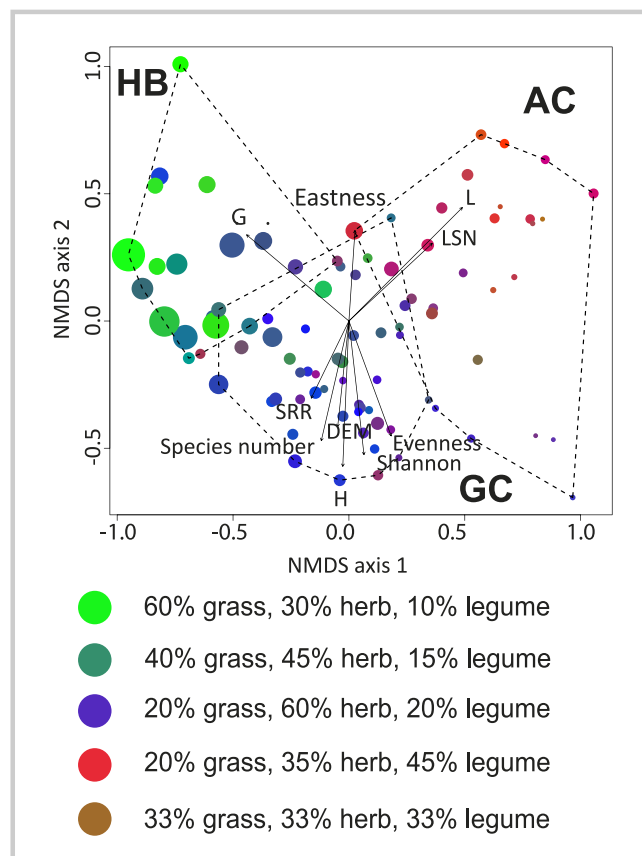 HB
AC
GC
Eastness
G
L
LSN
SRR
DEM
Species number
Evenness
Shannon
H
NMDS axis 2
1.0
0.5
0.0
-0.5
-1.0
-0.5
0.0
0.5
1.0
NMDS axis 1
60% grass, 30% herb, 10% legume
40% grass, 45% herb, 15% legume
20% grass, 60% herb, 20% legume
20% grass, 35% herb, 45% legume
33% grass, 33% herb, 33% legume